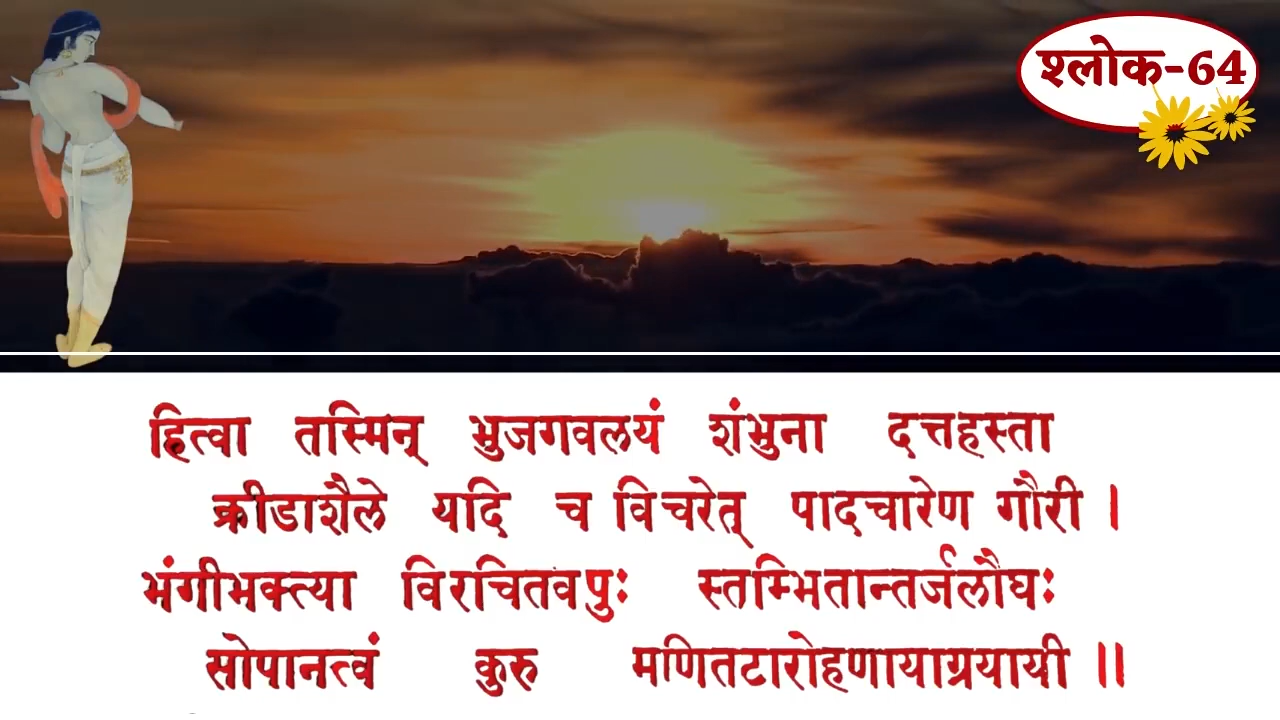 श्लोक-64
हित्वा तस्मिन् भुजगवलयं शंभुना दत्तहस्ता
क्रीडाशैले यदि च विचरेत् पादचारेण गौरी ।
भंगीभक्त्या विरचितवपुः स्तम्भितान्तर्जलौघः
सोपानत्वं कुरु मणितटारोहणायाग्रयायी ।।